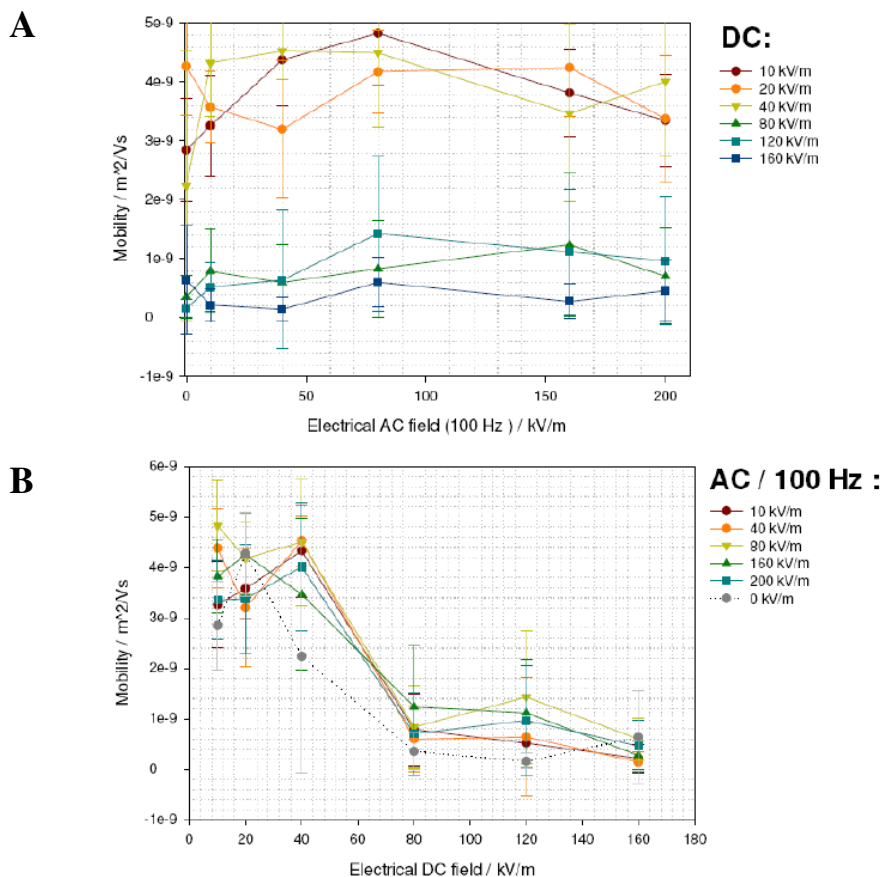 A
DC:
10 kV/m
20 kV/m
40 kV/m
80 kV/m
120 kV/m
160 kV/m
Mobility / m^2/Vs
5e-9
4e-9
3e-9
2e-9
1e-9
0
-1e-9
0 50 100 150 200
Electrical AC field (100 Hz ) / kV/m
B
AC / 100 Hz :
10 kV/m
40 kV/m
80 kV/m
160 kV/m
200 kV/m
0 kV/m
Mobility / m^2/Vs
6e-9
5e-9
4e-9
3e-9
2e-9
1e-9
0
-1e-9
0 20 40 60 80 100 120 140 160 180
Electrical DC field / kV/m